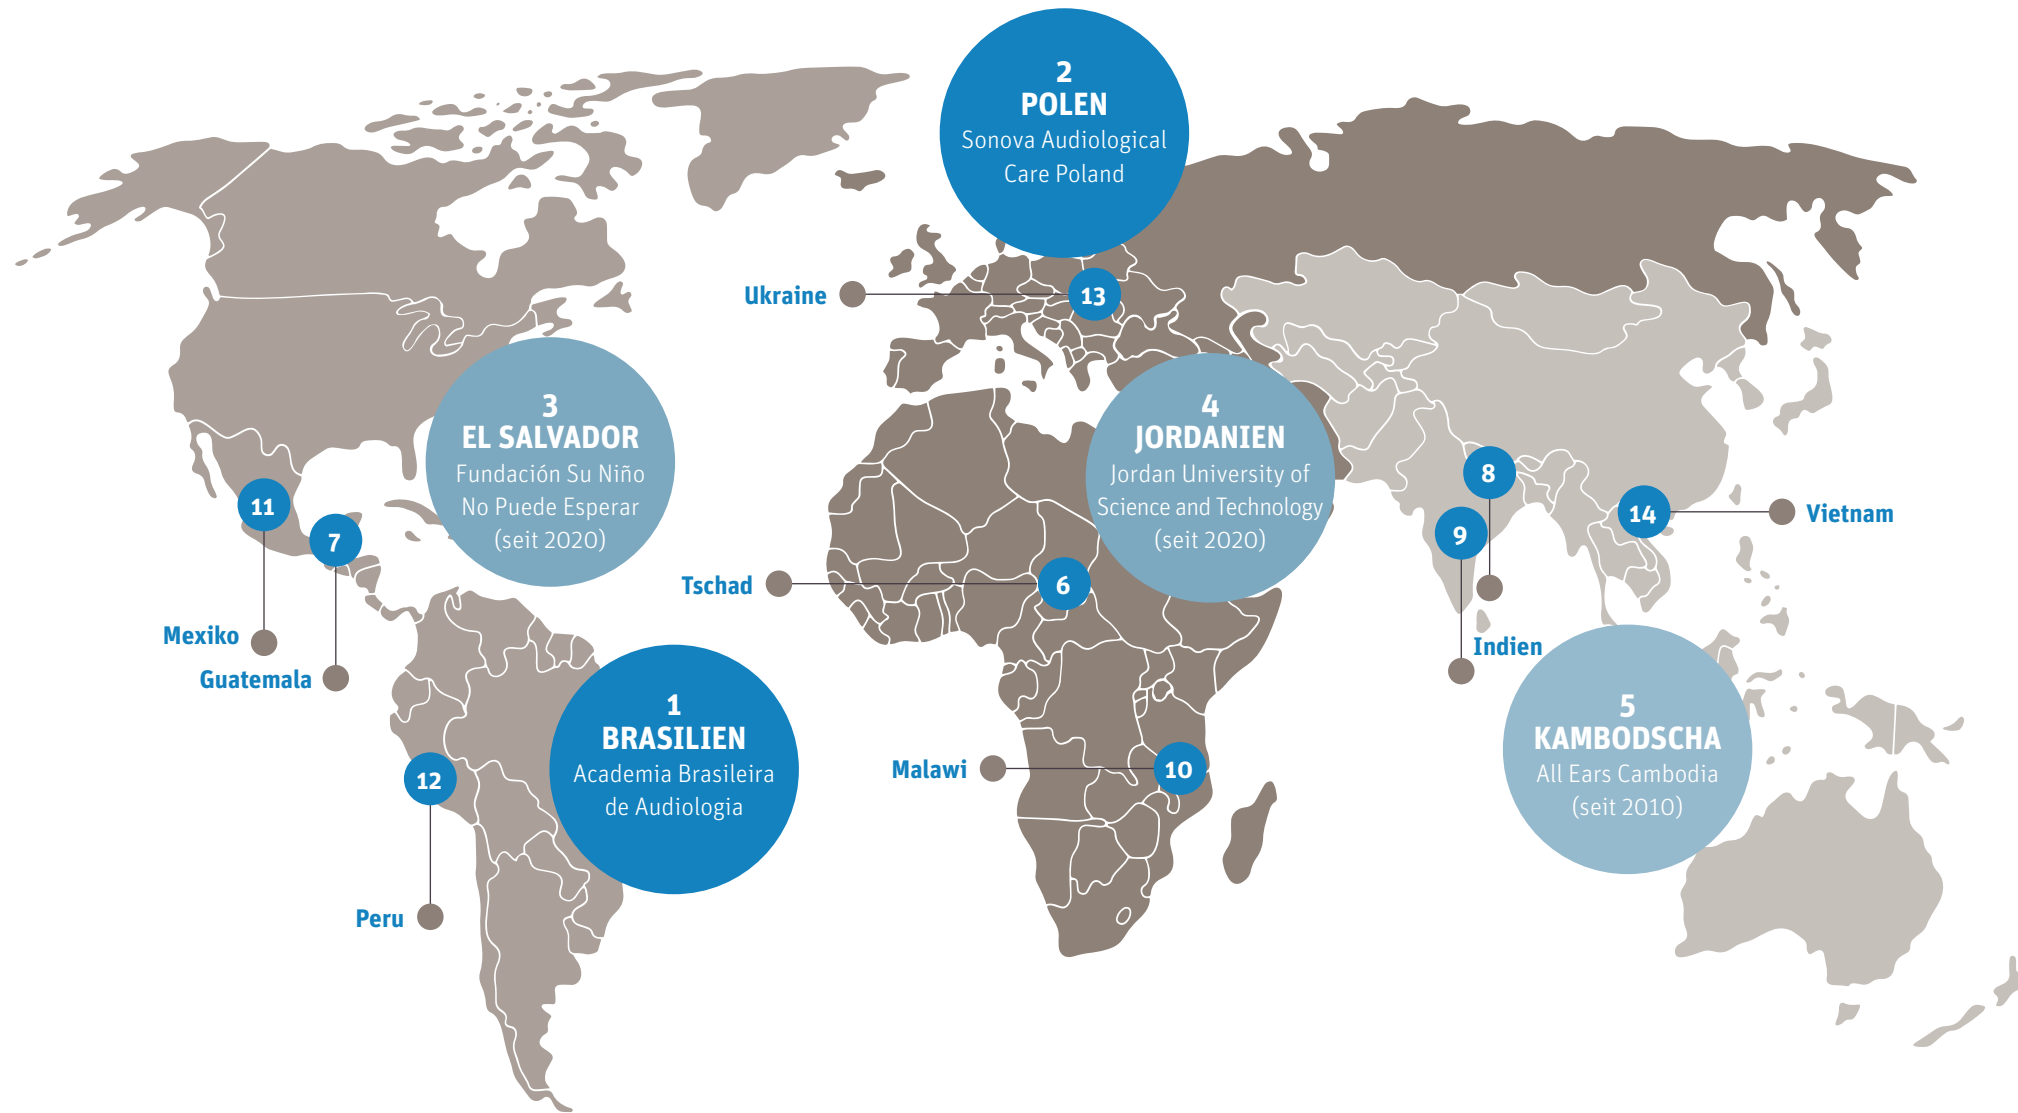 2
POLEN
Sonova Audiological
Care Poland
Ukraine
13
3
EL SALVADOR
Fundación Su Niño
No Puede Esperar
(seit 2020)
4
JORDANIEN
Jordan University of
Science and Technology
(seit 2020)
11
7
8
9
14
Vietnam
Tschad
6
Mexiko
Guatemala
Indien
1
BRASILIEN
Academia Brasileira
de Audiologia
5
KAMBODSCHA
All Ears Cambodia
(seit 2010)
12
Malawi
10
Peru